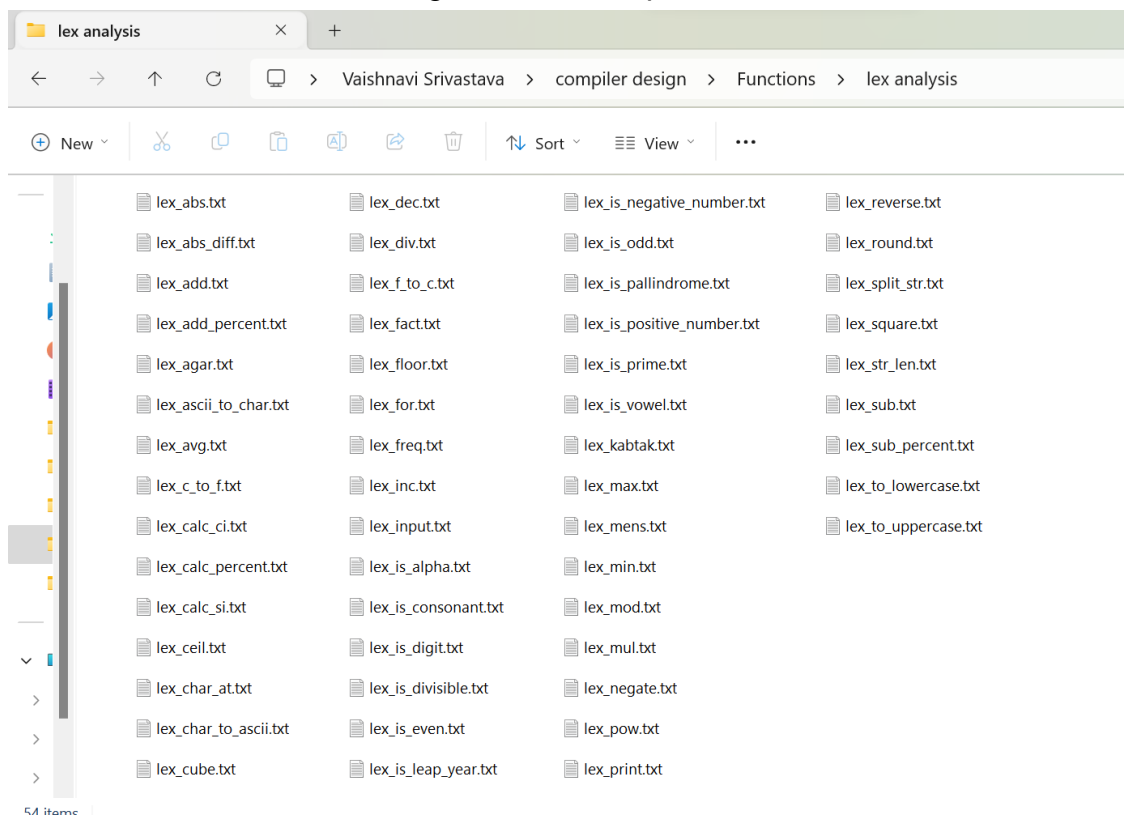 lex analysis
Vaishnavi Srivastava > compiler design > Functions > lex analysis
New Sort View
lex_abs.txt
lex_abs_diff.txt
lex_add.txt
lex_add_percent.txt
lex_agar.txt
lex_ascii_to_char.txt
lex_avg.txt
lex_c_to_f.txt
lex_calc_ci.txt
lex_calc_percent.txt
lex_calc_si.txt
lex_ceil.txt
lex_char_at.txt
lex_char_to_ascii.txt
lex_cube.txt
lex_dec.txt
lex_div.txt
lex_f_to_c.txt
lex_fact.txt
lex_floor.txt
lex_for.txt
lex_freq.txt
lex_inc.txt
lex_input.txt
lex_is_alpha.txt
lex_is_consonant.txt
lex_is_digit.txt
lex_is_divisible.txt
lex_is_even.txt
lex_is_leap_year.txt
lex_is_negative_number.txt
lex_is_odd.txt
lex_is_pallindrome.txt
lex_is_positive_number.txt
lex_is_prime.txt
lex_is_vowel.txt
lex_kabtak.txt
lex_max.txt
lex_mens.txt
lex_min.txt
lex_mod.txt
lex_mul.txt
lex_negate.txt
lex_pow.txt
lex_print.txt
lex_reverse.txt
lex_round.txt
lex_split_str.txt
lex_square.txt
lex_str_len.txt
lex_sub.txt
lex_sub_percent.txt
lex_to_lowercase.txt
lex_to_uppercase.txt
54 items